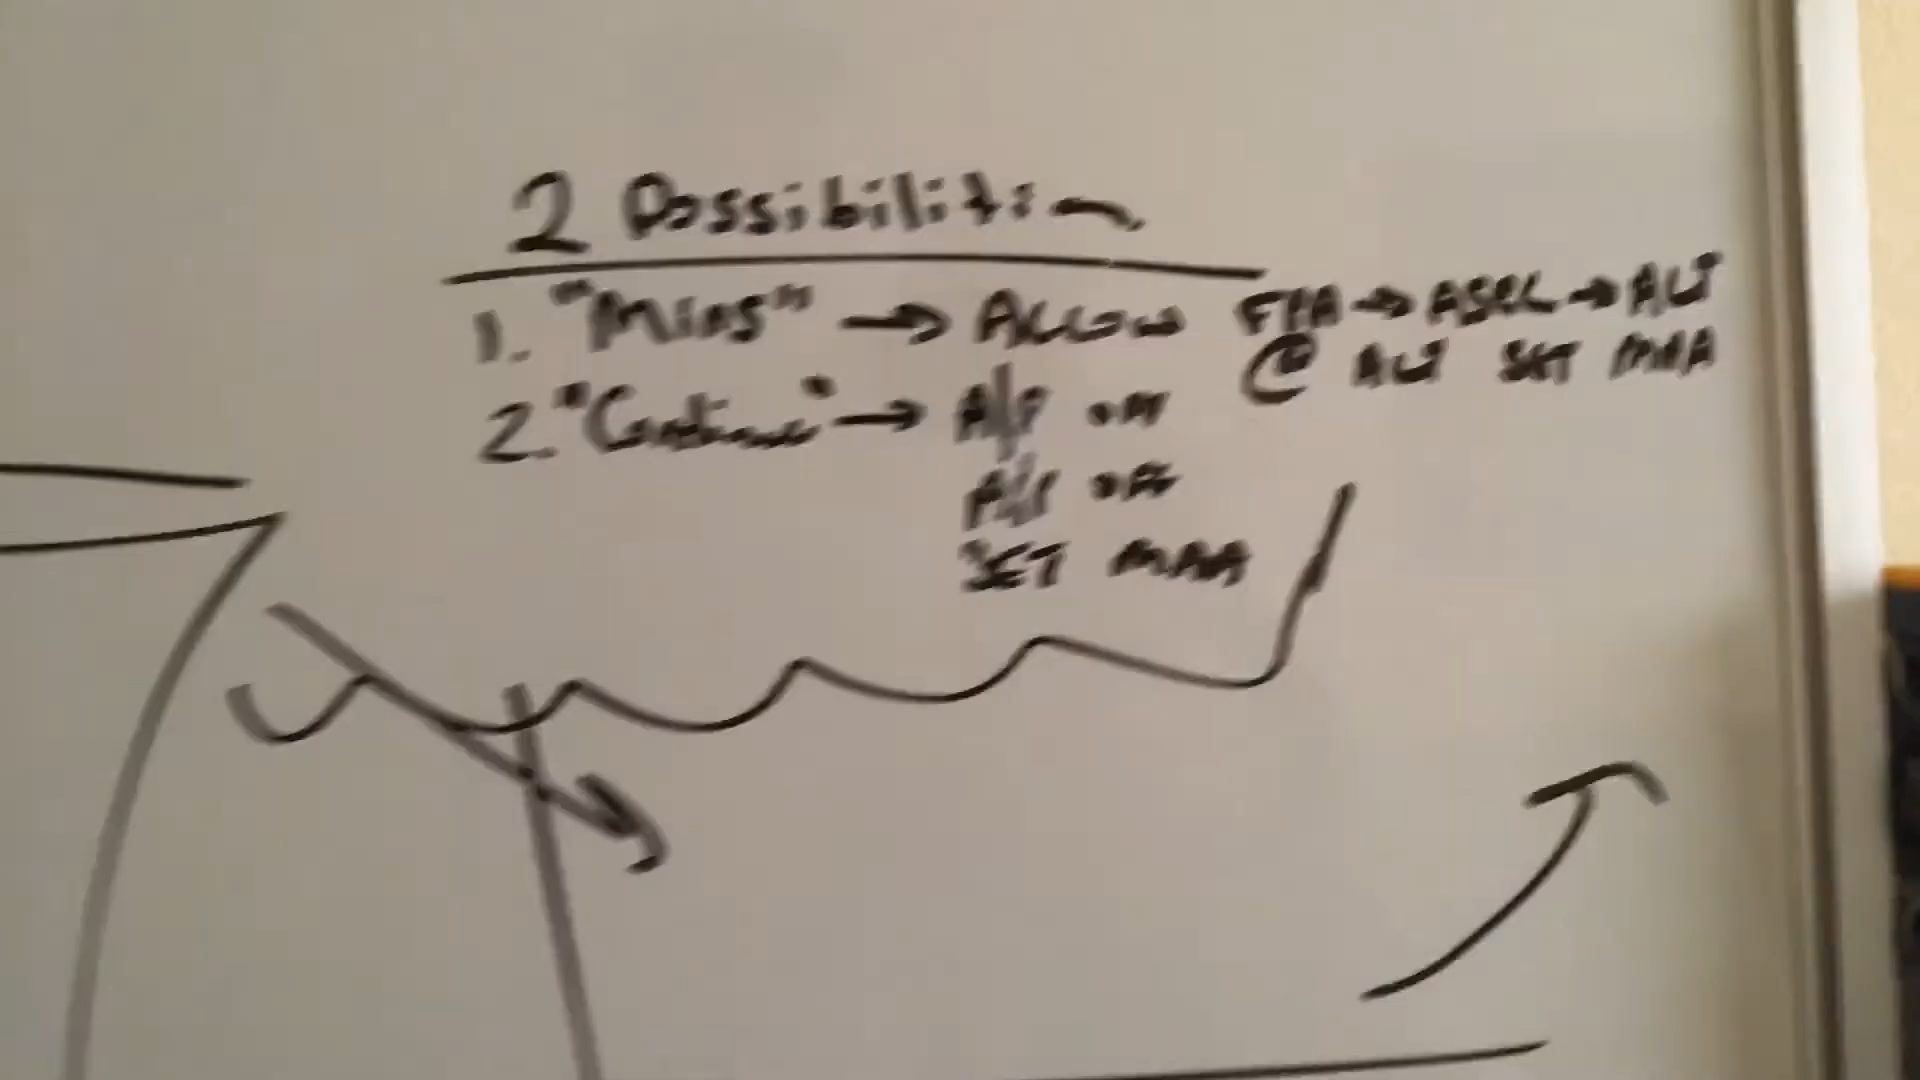 2 Possibilities
1. "Mins" → Allow FPA → ASEL → ALT
@ ALT SET MAA
2. "Continue" → A/P off
A/T off
SET MAA